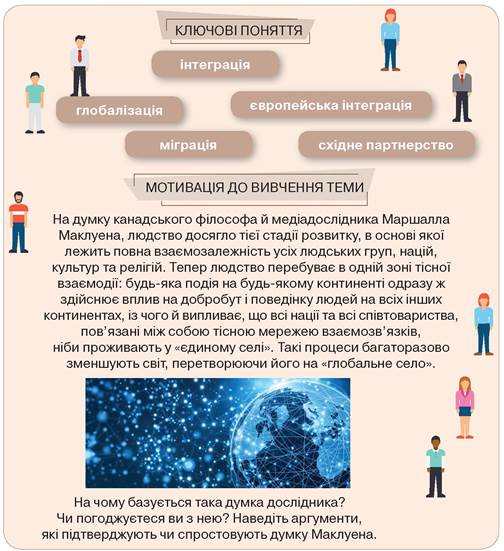 КЛЮЧОВІ ПОНЯТТЯ
інтеграція
глобалізація
європейська інтеграція
міграція
східне партнерство
МОТИВАЦІЯ ДО ВИВЧЕННЯ ТЕМИ
На думку канадського філософа й медіадослідника Маршалла
Маклуена, людство досягло тієї стадії розвитку, в основі якої
лежить повна взаємозалежність усіх людських груп, націй,
культур та релігій. Тепер людство перебуває в одній зоні тісної
взаємодії: будь-яка подія на будь-якому континенті одразу ж
здійснює вплив на добробут і поведінку людей на всіх інших
континентах, із чого й випливає, що всі нації та всі співтовариства,
пов’язані між собою тісною мережею взаємозв’язків,
ніби проживають у «єдиному селі». Такі процеси багаторазово
зменшують світ, перетворюючи його на «глобальне село».
На чому базується така думка дослідника?
Чи погоджуєтеся ви з нею? Наведіть аргументи,
які підтверджують чи спростовують думку Маклуена.